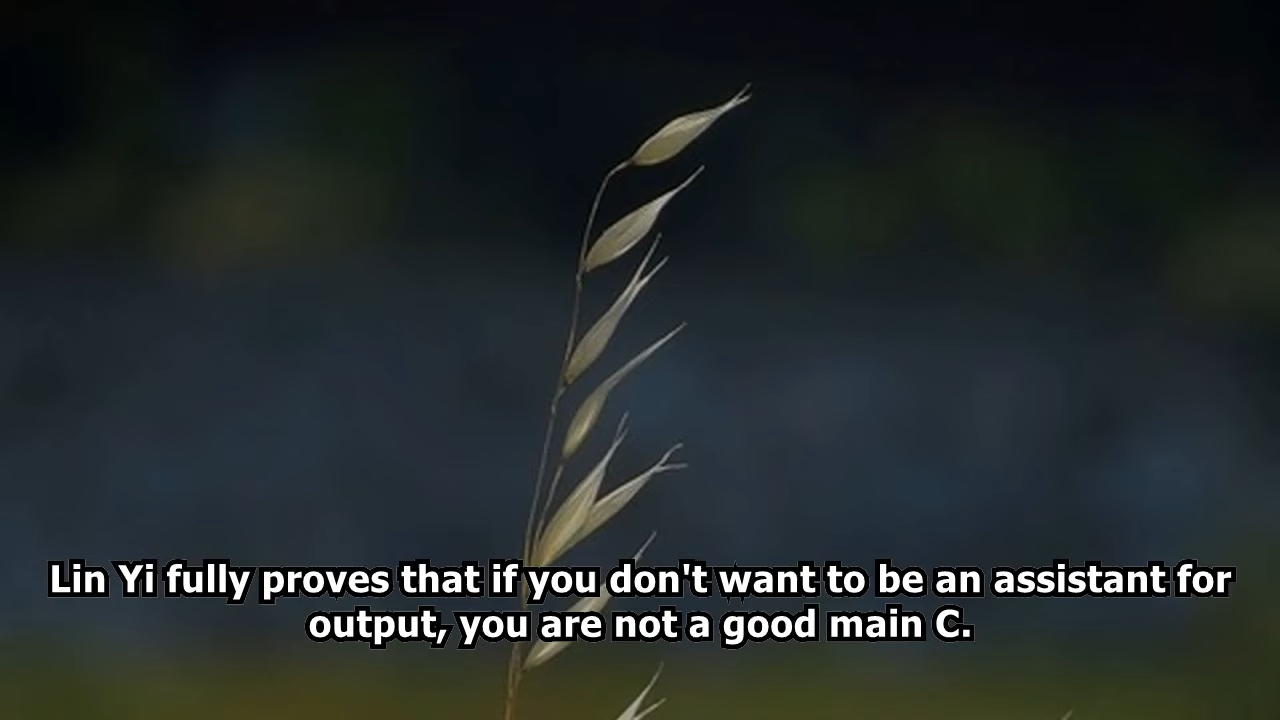 Lin Yi fully proves that if you don't want to be an assistant for
output, you are not a good main C.